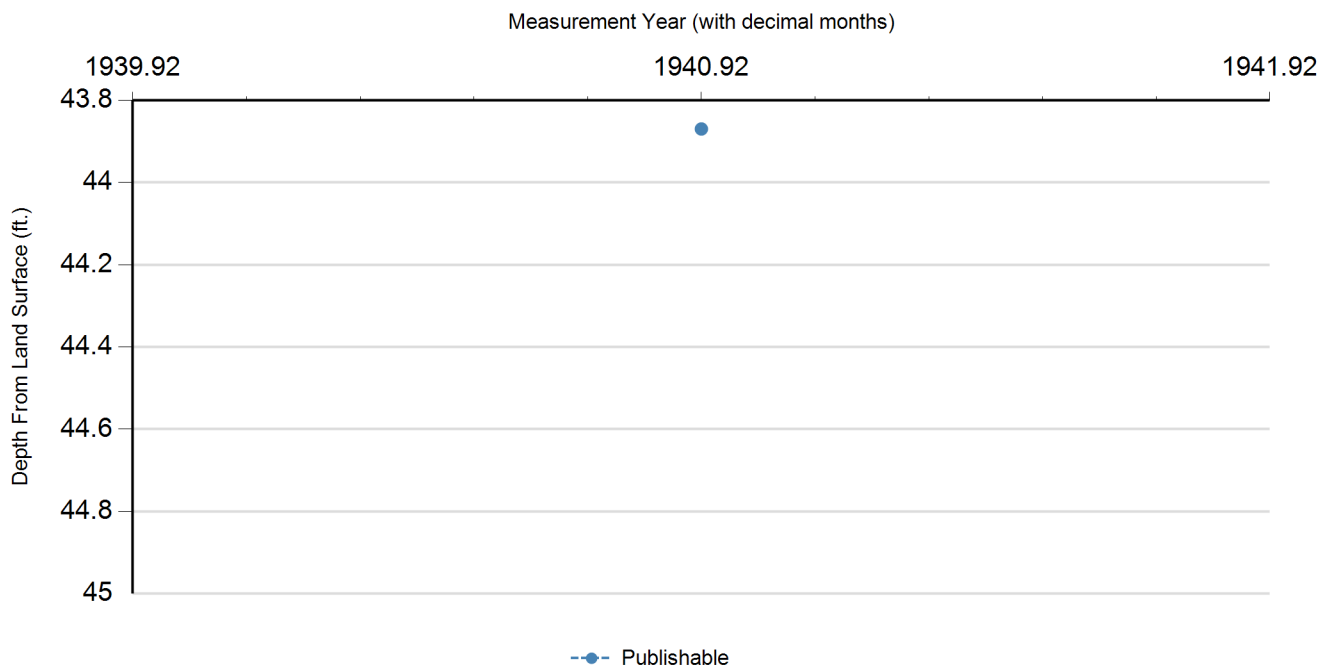 Measurement Year (with decimal months)
1939.92 1940.92 1941.92
43.8
44
44.2
44.4
44.6
44.8
45
Depth From Land Surface (ft.)
Publishable